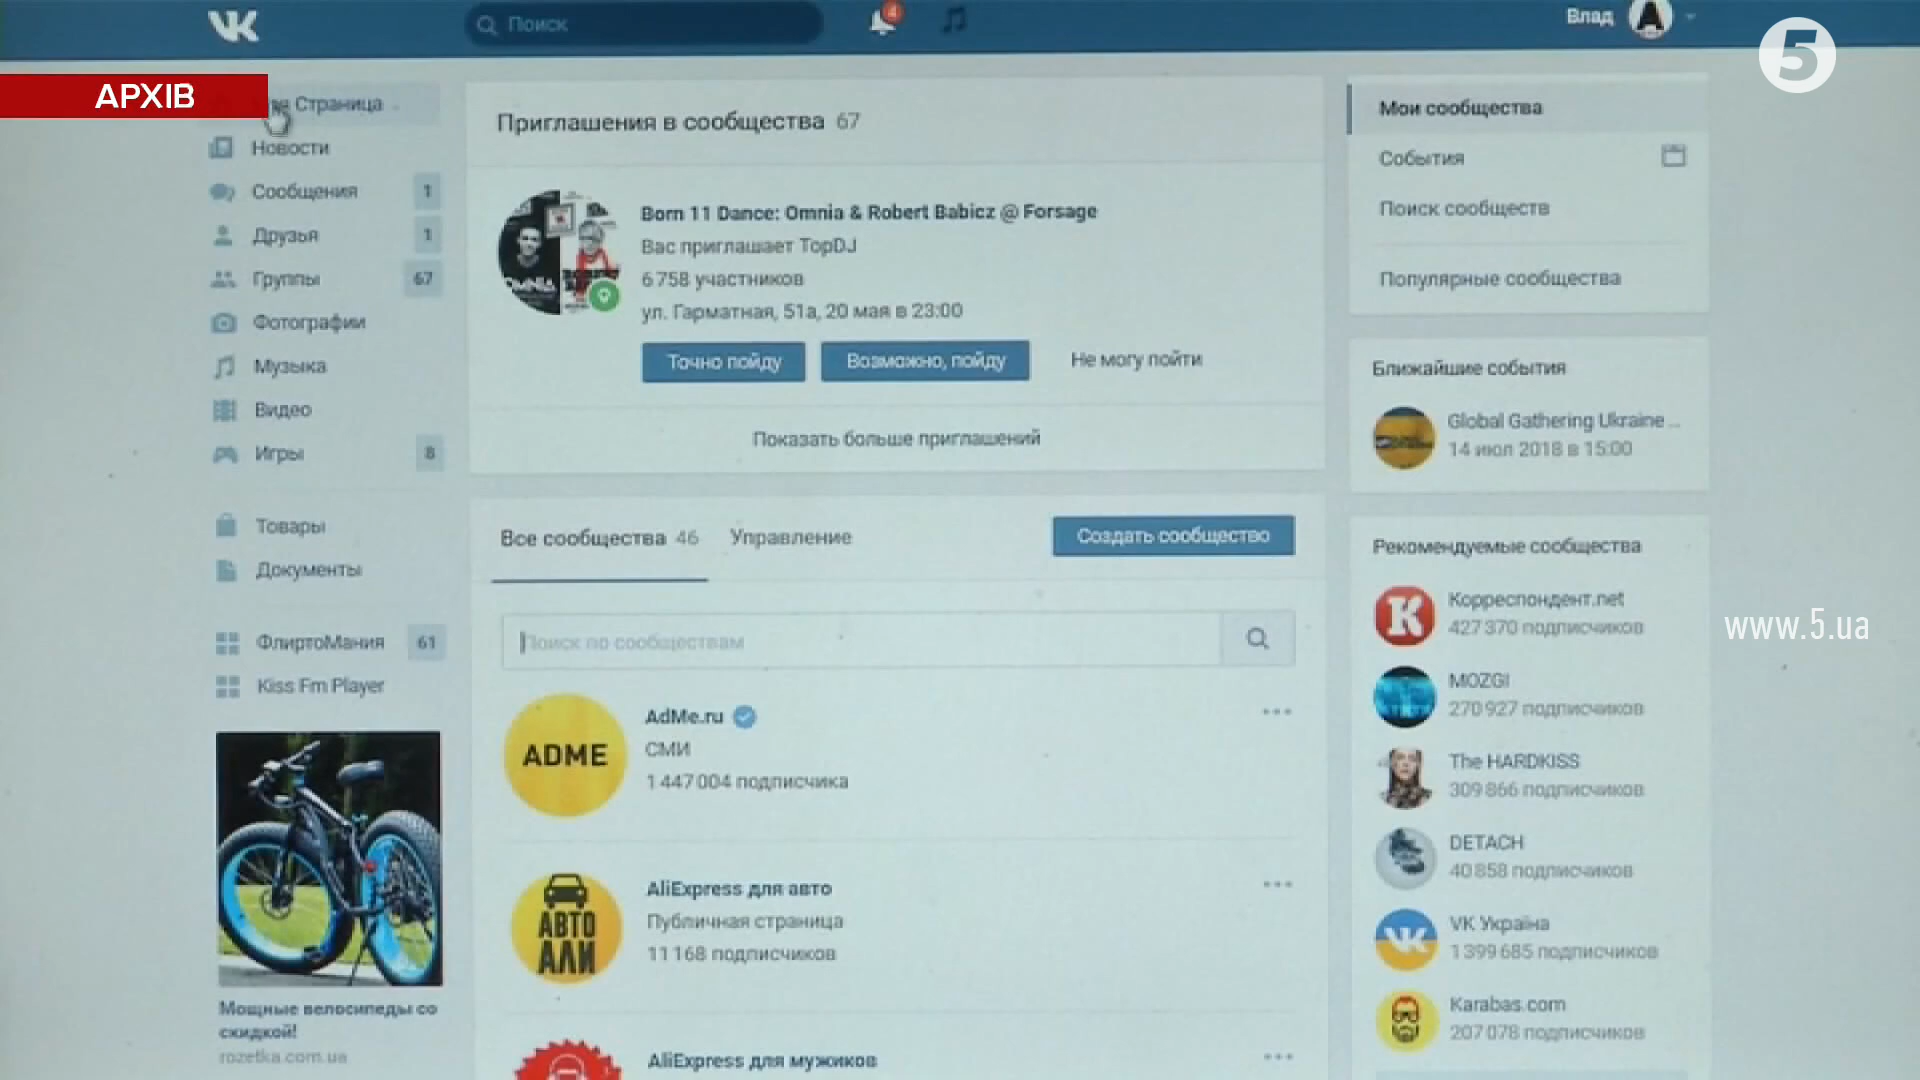 Поиск
4
Влад
5
АРХІВ
Страница
Новости
Сообщения 1
Друзья 1
Группы 67
Фотографии
Музыка
Видео
Игры 8
Товары
Документы
ФлиртоМания 61
Kiss Fm Player
Мощные велосипеды со
скидкой!
rozetka.com.ua
Приглашения в сообщества 67
OMNIA
Born 11 Dance: Omnia & Robert Babicz @ Forsage
Вас приглашает TopDJ
6 758 участников
ул. Гарматная, 51а, 20 мая в 23:00
Точно пойду
Возможно, пойду
Не могу пойти
Показать больше приглашений
Все сообщества 46
Управление
Создать сообщество
Поиск по сообществам
ADME
AdMe.ru
СМИ
1 447 004 подписчика
АВТО
АЛИ
AliExpress для авто
Публичная страница
11 168 подписчиков
AliExpress для мужиков
Мои сообщества
События
Поиск сообществ
Популярные сообщества
Ближайшие события
Global Gathering Ukraine ...
14 июл 2018 в 15:00
Рекомендуемые сообщества
K
Корреспондент.net
427 370 подписчиков
MOZGI
270 927 подписчиков
The HARDKISS
309 866 подписчиков
DETACH
40 858 подписчиков
VK Україна
1 399 685 подписчиков
Karabas.com
207 078 подписчиков
www.5.ua